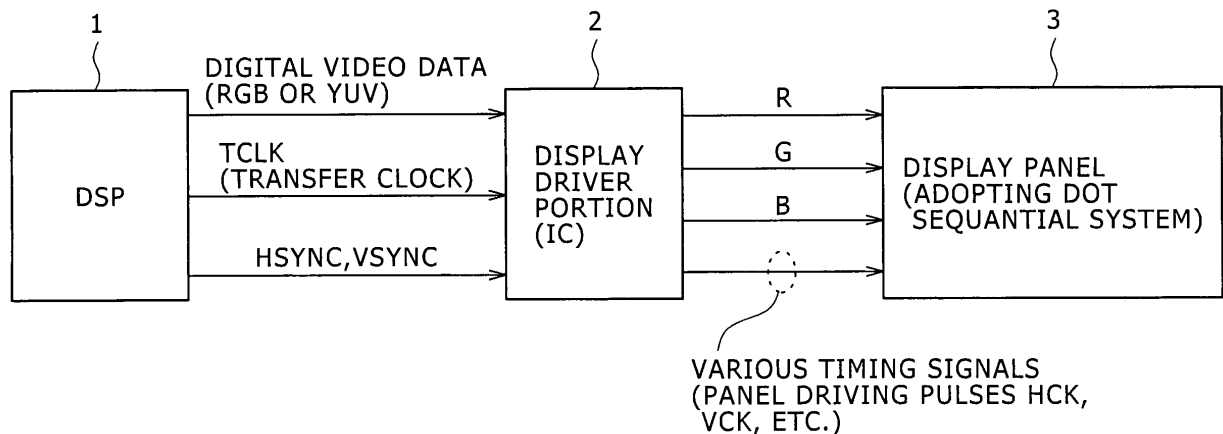 1
2
3
DIGITAL VIDEO DATA
(RGB OR YUV)
TCLK
(TRANSFER CLOCK)
HSYNC,VSYNC
DSP
DISPLAY
DRIVER
PORTION
(IC)
R
G
B
DISPLAY PANEL
(ADOPTING DOT
SEQUANTIAL SYSTEM)
VARIOUS TIMING SIGNALS
(PANEL DRIVING PULSES HCK,
VCK, ETC.)